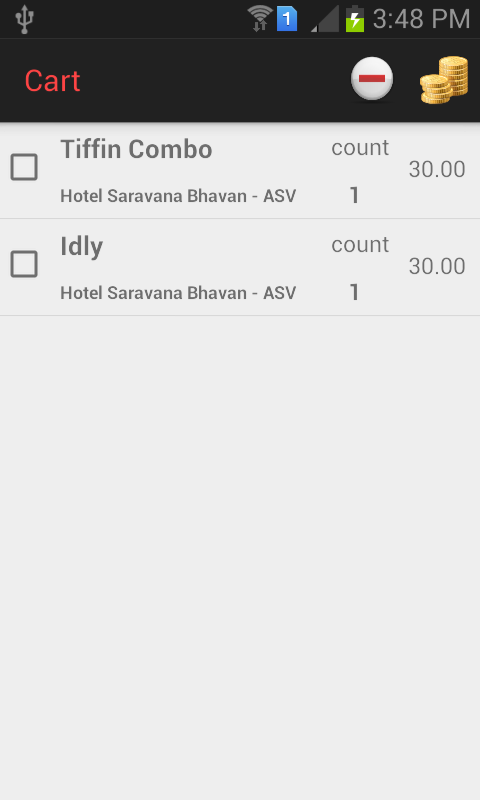 1 3:48 PM
Cart
Tiffin Combo count
30.00
Hotel Saravana Bhavan - ASV 1
Idly count
30.00
Hotel Saravana Bhavan - ASV 1